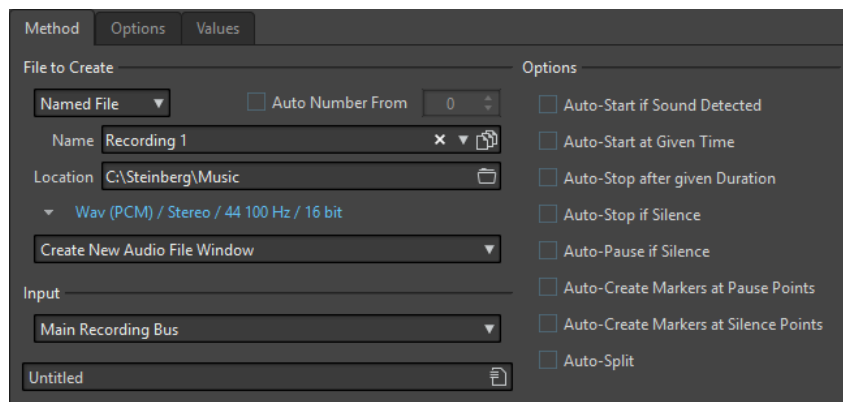 Method Options Values
File to Create
Named File Auto Number From 0
Name Recording 1
Location C:\Steinberg\Music
Wav (PCM) / Stereo / 44 100 Hz / 16 bit
Create New Audio File Window
Input
Main Recording Bus
Untitled
Options
Auto-Start if Sound Detected
Auto-Start at Given Time
Auto-Stop after given Duration
Auto-Stop if Silence
Auto-Pause if Silence
Auto-Create Markers at Pause Points
Auto-Create Markers at Silence Points
Auto-Split